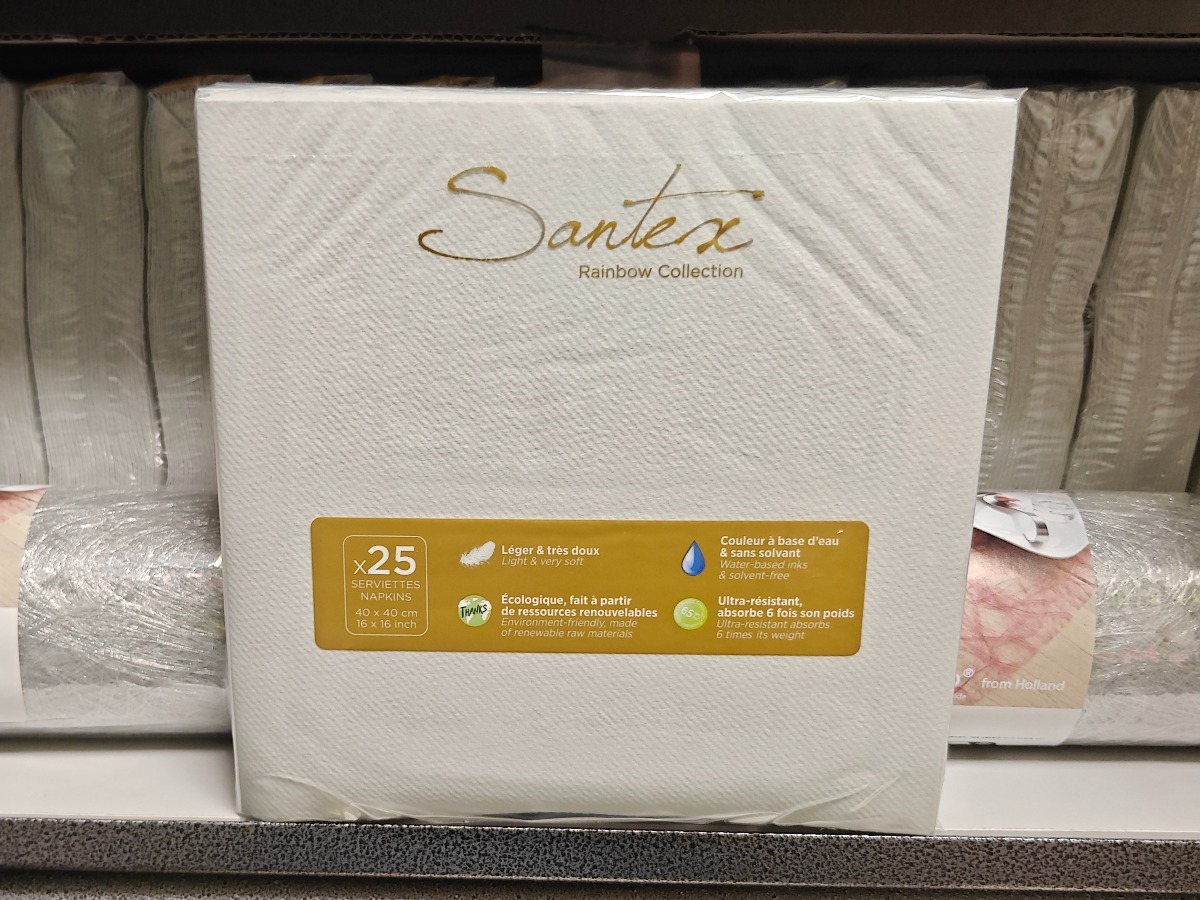 Santex
Rainbow Collection
x25
SERVIETTES
NAPKINS
40 x 40 cm
16 x 16 inch
Léger & très doux
Light & very soft
THANKS
Écologique, fait à partir
de ressources renouvelables
Environment-friendly, made
of renewable raw materials
Couleur à base d'eau
& sans solvant
Water-based inks
& solvent-free
Ultra-résistant,
absorbe 6 fois son poids
Ultra-resistant absorbs
6 times its weight
® from Holland